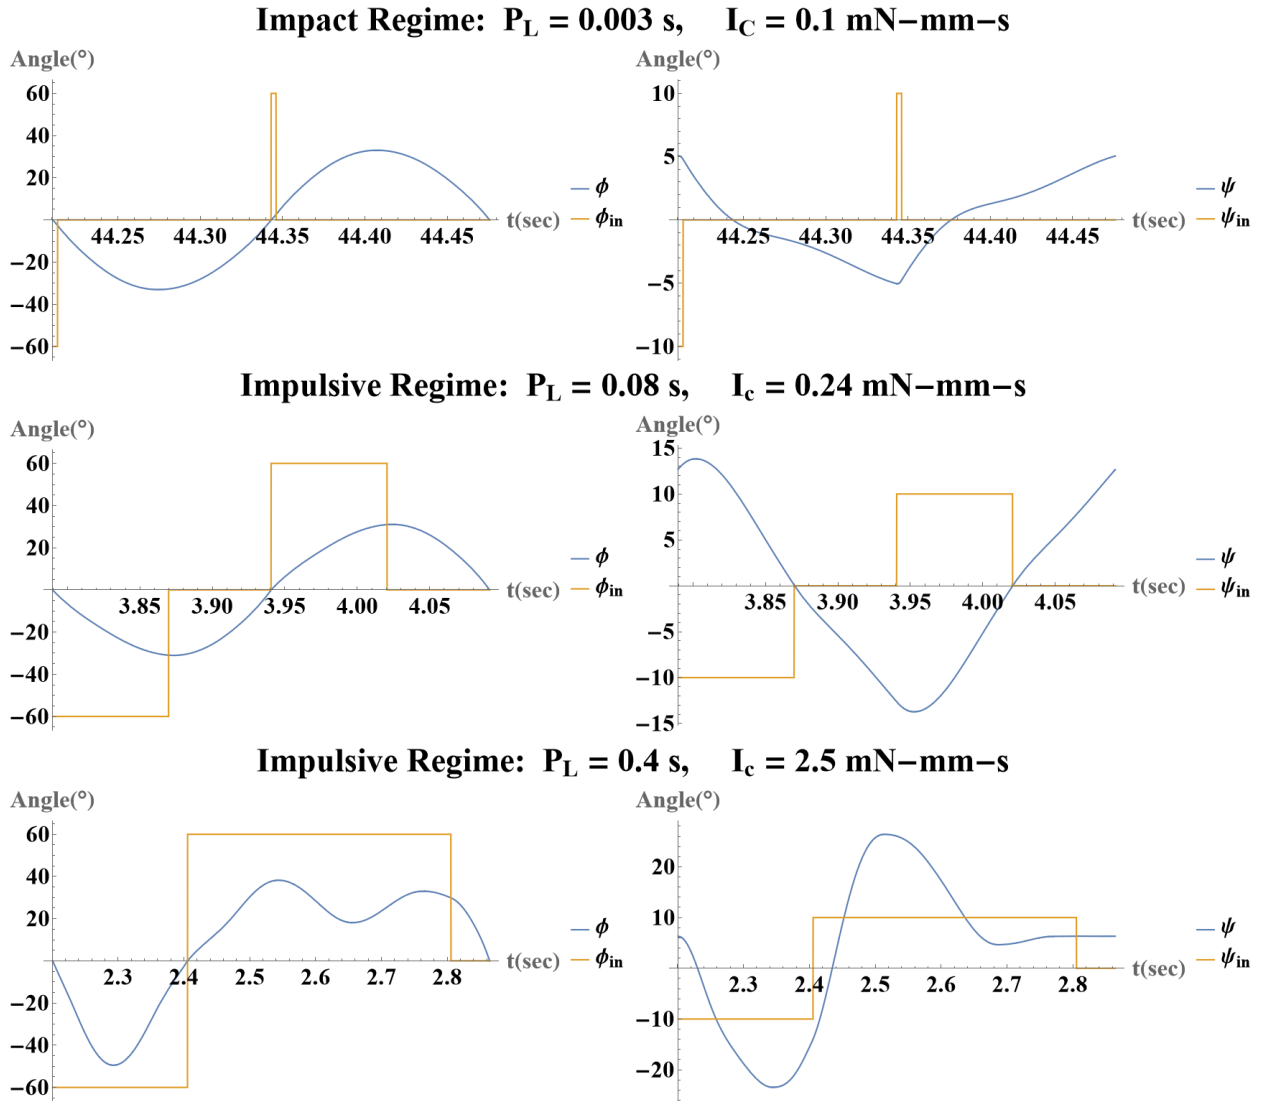 Impact Regime: P_L = 0.003 s, I_C = 0.1 mN−mm−s
Angle(°)
60
40
20
−20
−40
−60
44.25 44.30 44.35 44.40 44.45
t(sec)
ϕ
ϕ_in
Angle(°)
10
5
−5
−10
44.25 44.30 44.35 44.40 44.45
t(sec)
ψ
ψ_in
Impulsive Regime: P_L = 0.08 s, I_c = 0.24 mN−mm−s
Angle(°)
60
40
20
−20
−40
−60
3.85 3.90 3.95 4.00 4.05
t(sec)
ϕ
ϕ_in
Angle(°)
15
10
5
−5
−10
−15
3.85 3.90 3.95 4.00 4.05
t(sec)
ψ
ψ_in
Impulsive Regime: P_L = 0.4 s, I_c = 2.5 mN−mm−s
Angle(°)
60
40
20
−20
−40
−60
2.3 2.4 2.5 2.6 2.7 2.8
t(sec)
ϕ
ϕ_in
Angle(°)
20
10
−10
−20
2.3 2.4 2.5 2.6 2.7 2.8
t(sec)
ψ
ψ_in